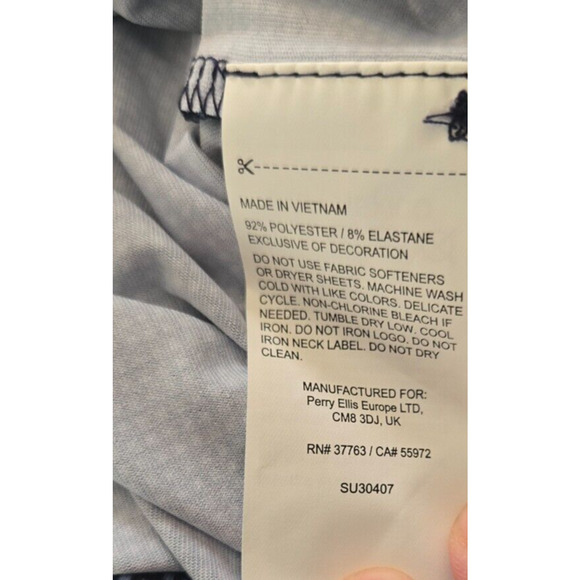 MADE IN VIETNAM
92% POLYESTER / 8% ELASTANE
EXCLUSIVE OF DECORATION
DO NOT USE FABRIC SOFTENERS
OR DRYER SHEETS. MACHINE WASH
COLD WITH LIKE COLORS. DELICATE
CYCLE. NON-CHLORINE BLEACH IF
NEEDED. TUMBLE DRY LOW. COOL
IRON. DO NOT IRON LOGO. DO NOT
IRON NECK LABEL. DO NOT DRY
CLEAN.
MANUFACTURED FOR:
Perry Ellis Europe LTD,
CM8 3DJ, UK
RN# 37763 / CA# 55972
SU30407